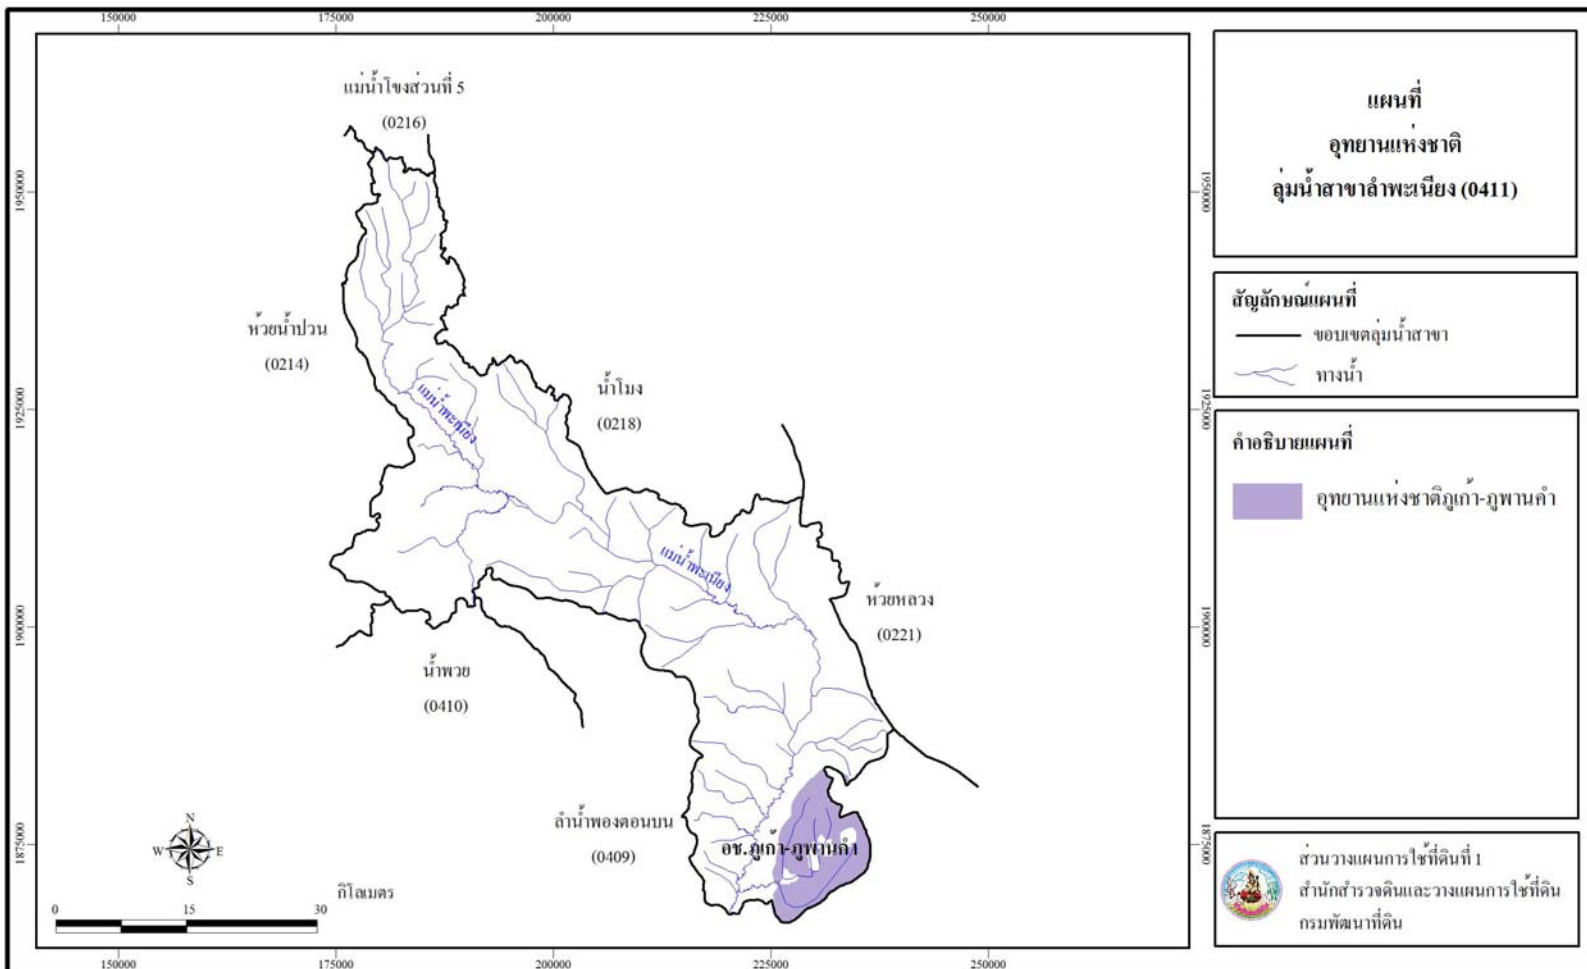 150000 175000 200000 225000 250000
แผนที่
อุทยานแห่งชาติ
ลุ่มน้ำสาขาลำพะเนียง (0411)
สัญลักษณ์แผนที่
ขอบเขตลุ่มน้ำสาขา
ทางน้ำ
คำอธิบายแผนที่
อุทยานแห่งชาติภูเก้า-ภูพานคำ
ส่วนวางแผนการใช้ที่ดินที่ 1
สำนักสำรวจดินและวางแผนการใช้ที่ดิน
กรมพัฒนาที่ดิน
แม่น้ำโขงส่วนที่ 5
(0216)
1950000
1950000
ห้วยน้ำปวน
(0214)
น้ำโมง
(0218)
แม่น้ำพะเนียง
1925000
1925000
แม่น้ำพะเนียง
ห้วยหลวง
(0221)
1900000
1900000
น้ำพวย
(0410)
ลำน้ำพองตอนบน
(0409)
อช.ภูเก้า-ภูพานคำ
1875000
1875000
N
W E
S
กิโลเมตร
0 15 30
150000 175000 200000 225000 250000